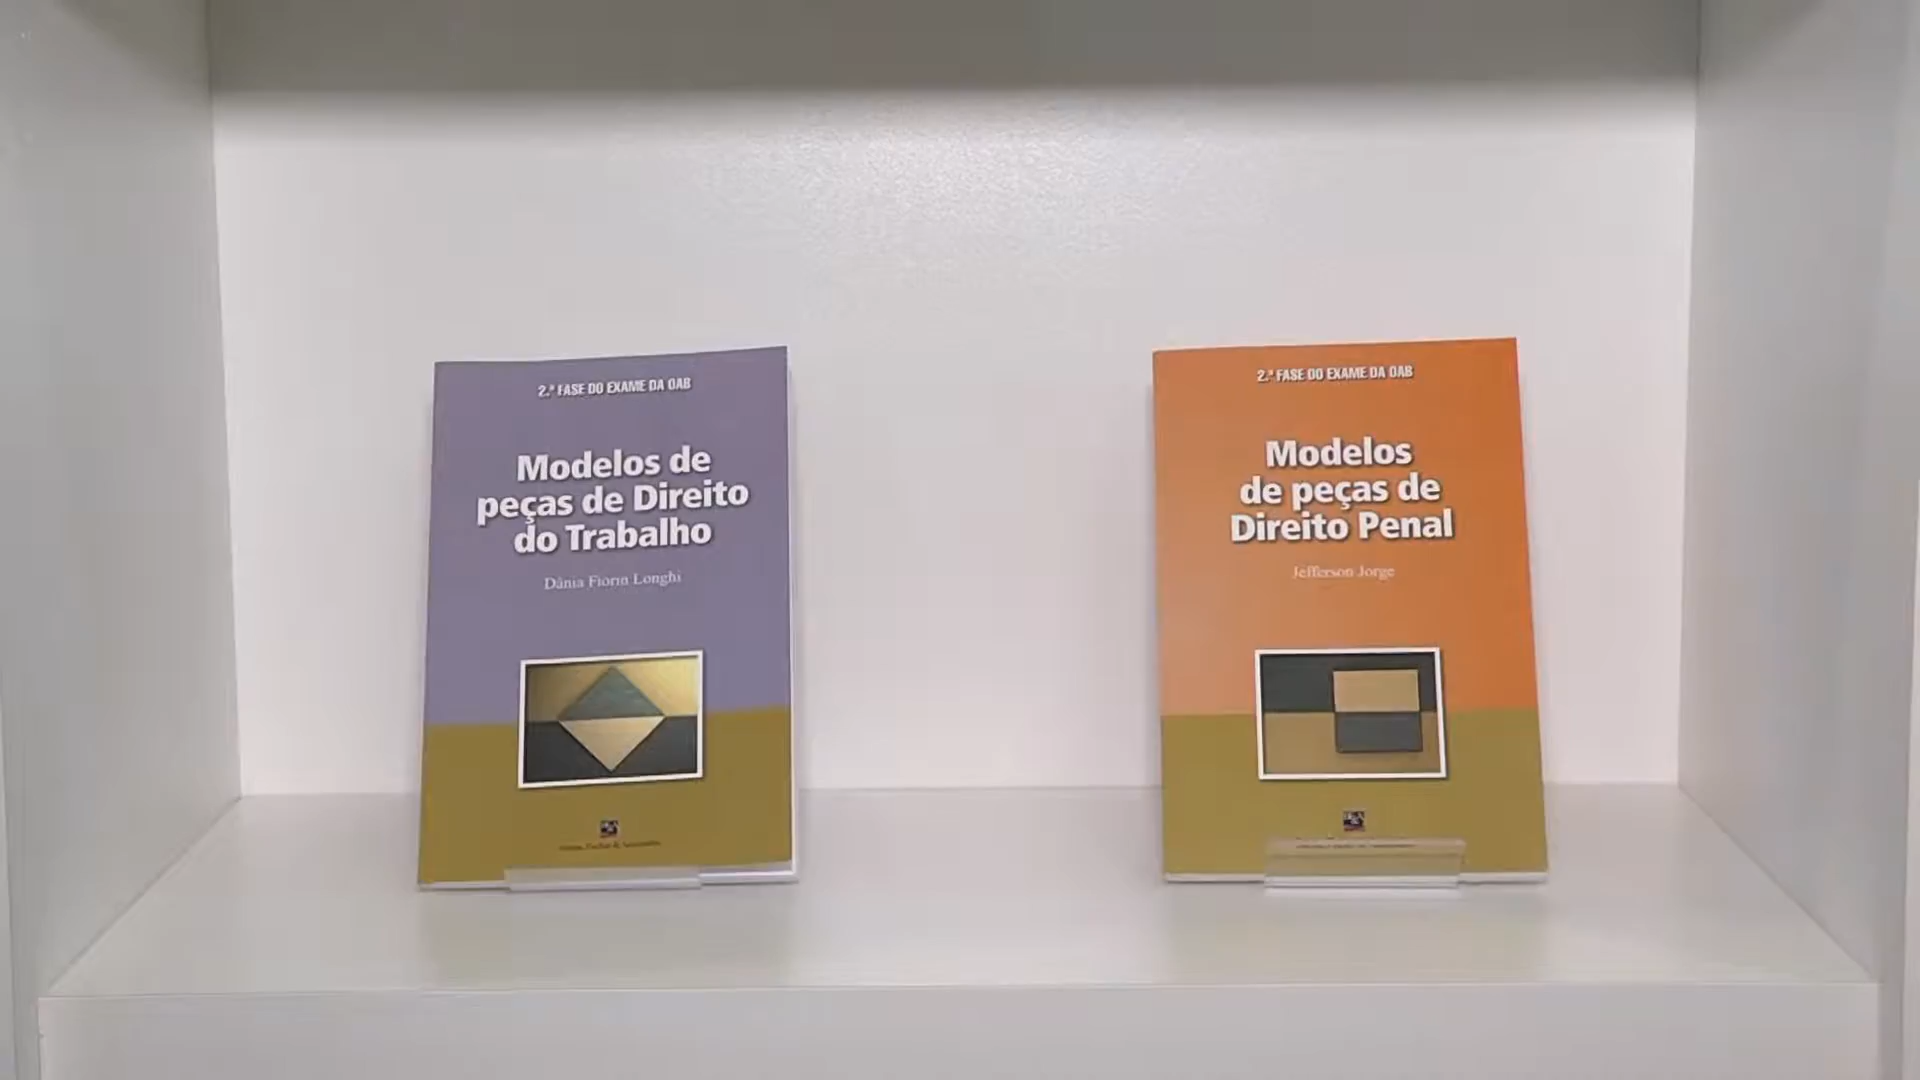 2.ª FASE DO EXAME DA OAB
Modelos de
peças de Direito
do Trabalho
Dânia Fiorin Longhi
2.ª FASE DO EXAME DA OAB
Modelos
de peças de
Direito Penal
Jefferson Jorge